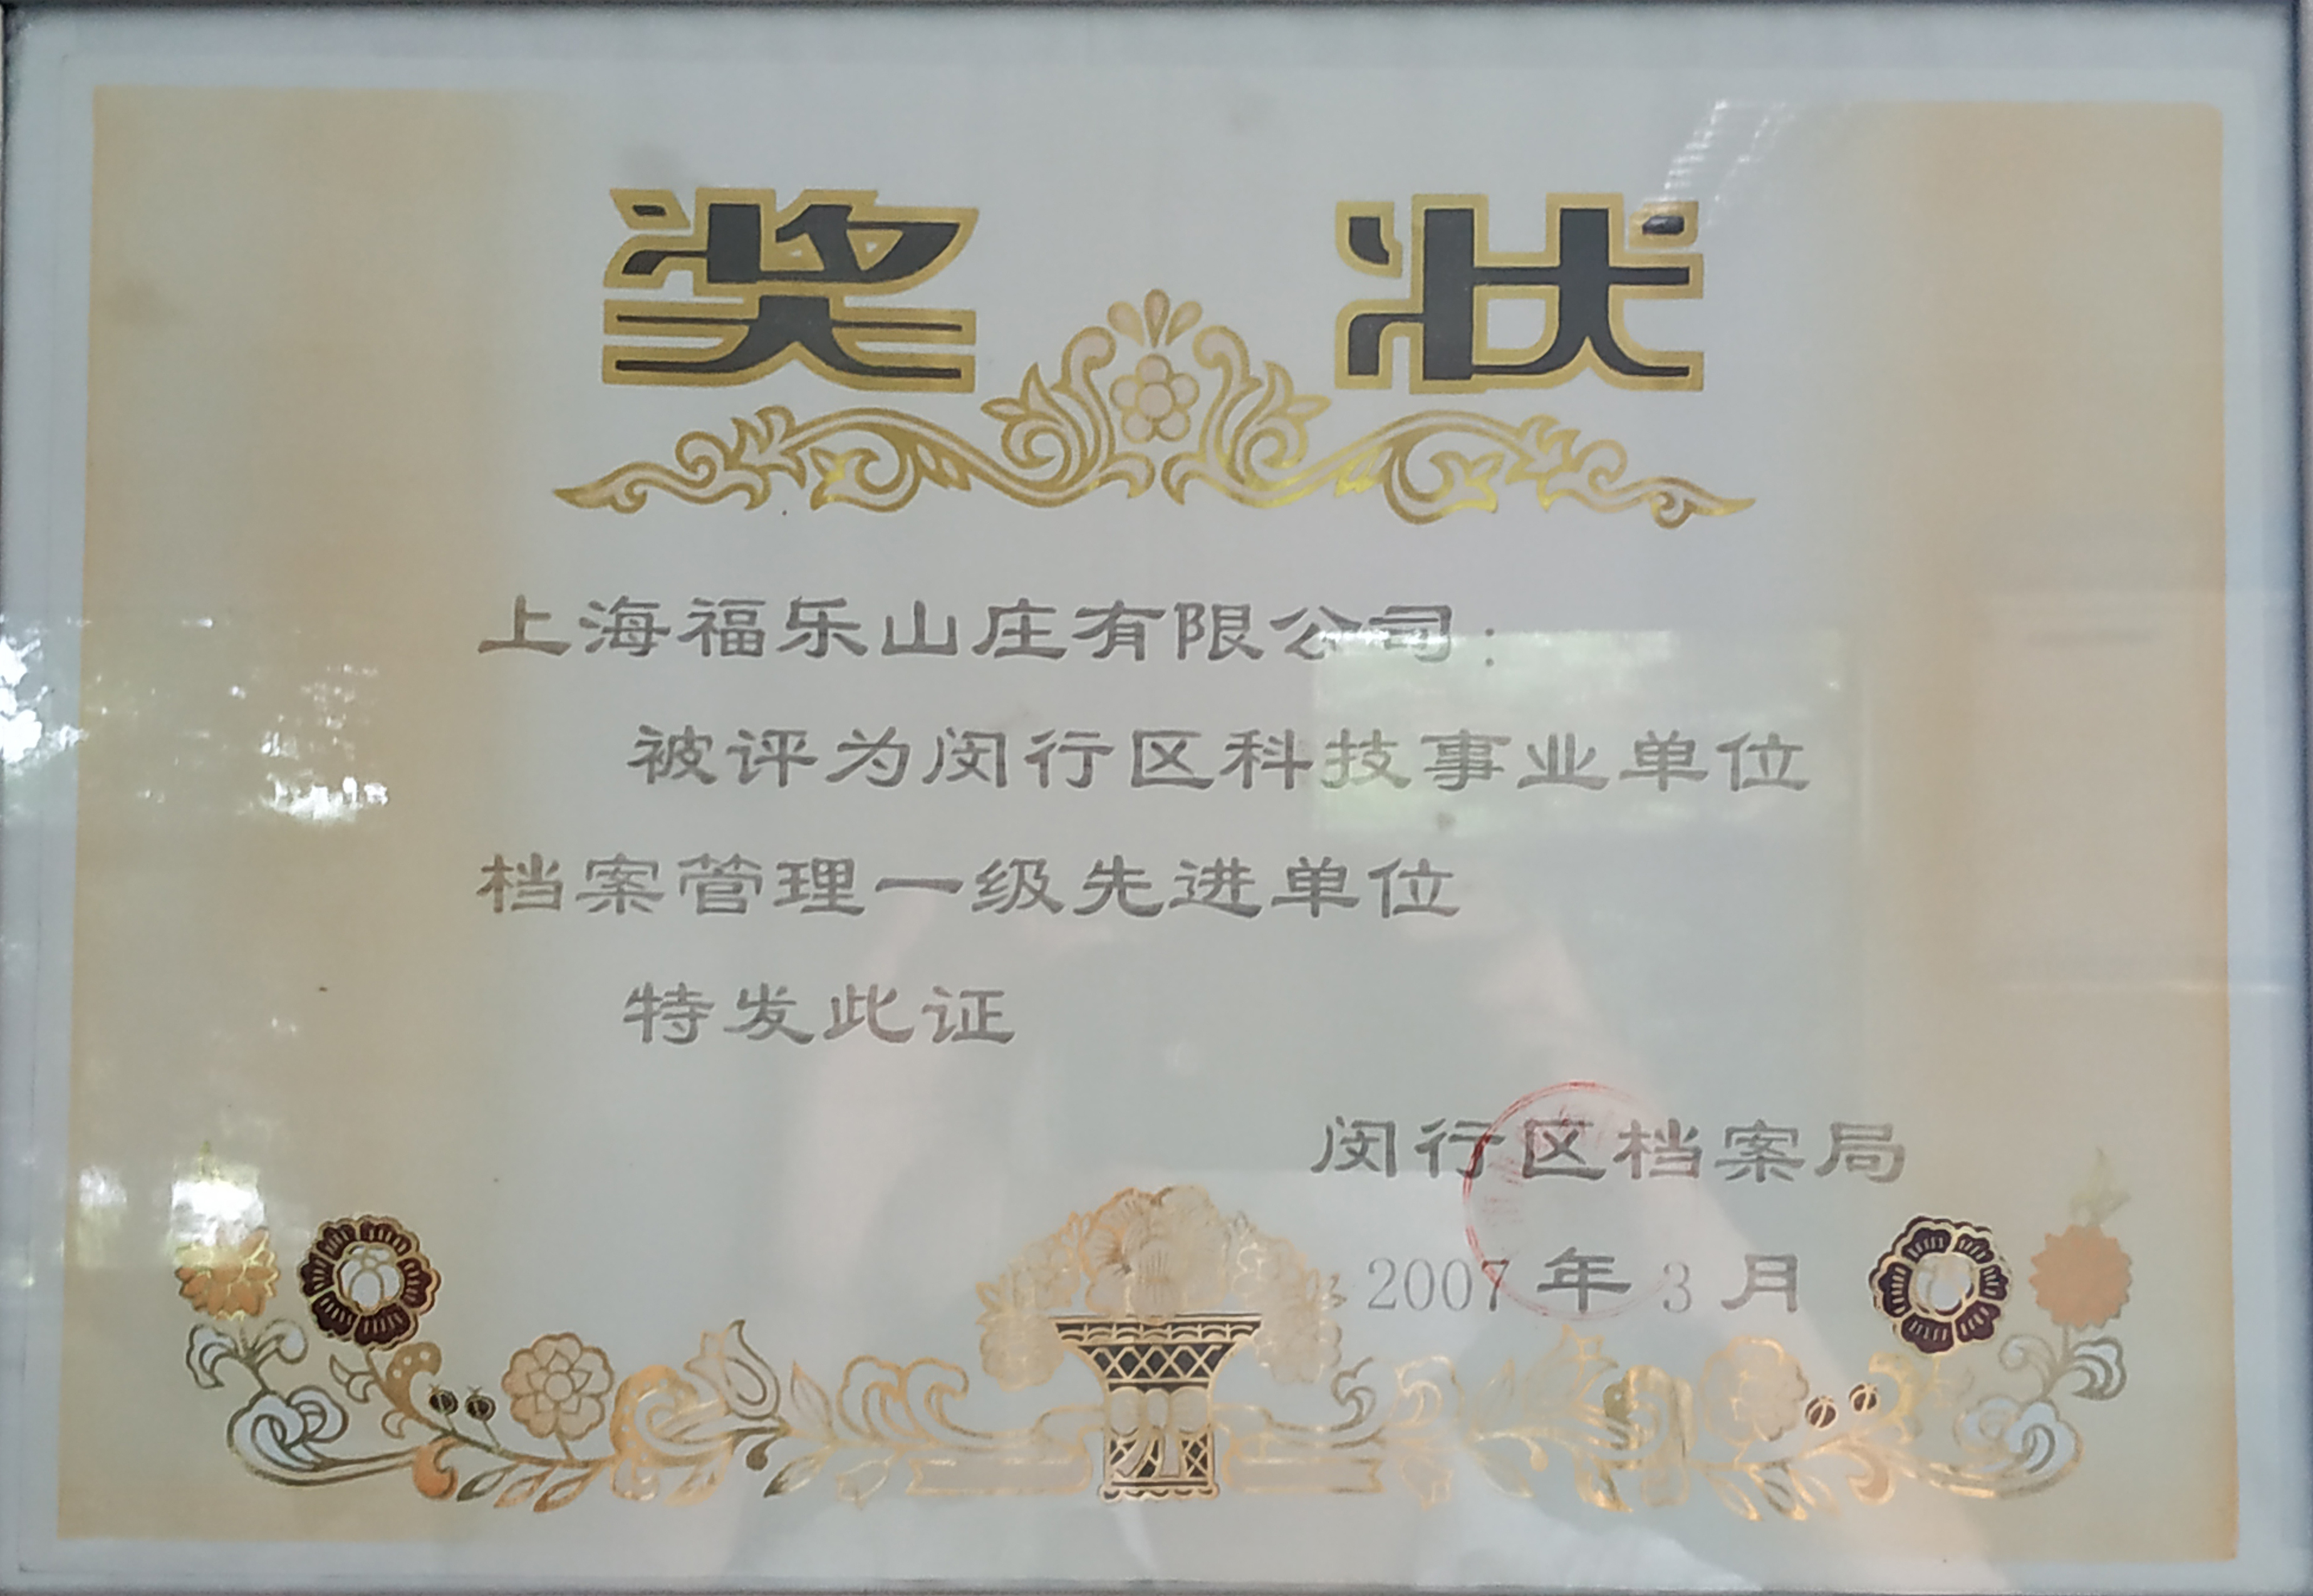 奖状
上海福乐山庄有限公司：
被评为闵行区科技事业单位
档案管理一级先进单位
特发此证
闵行区档案局
2007年3月